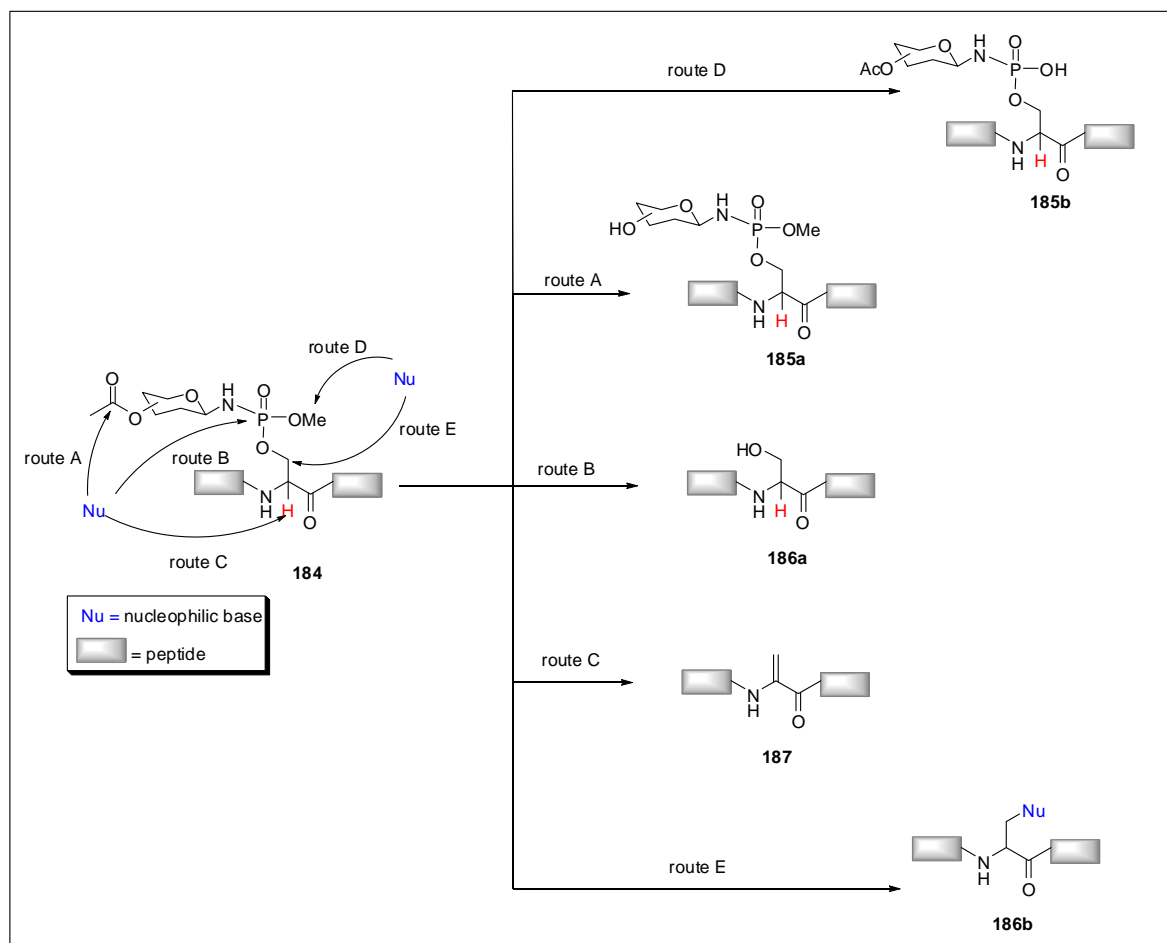 route D
AcO
O
H
N
O
P
OH
O
N
H
H
O
185b
HO
O
H
N
O
P
OMe
O
route A
N
H
H
O
185a
O
O
O
H
N
O
P
OMe
O
route D
Nu
route E
route A
route B
Nu
N
H
H
O
route C
184
route B
HO
N
H
H
O
186a
Nu = nucleophilic base
= peptide
route C
N
H
O
187
route E
Nu
N
H
O
186b